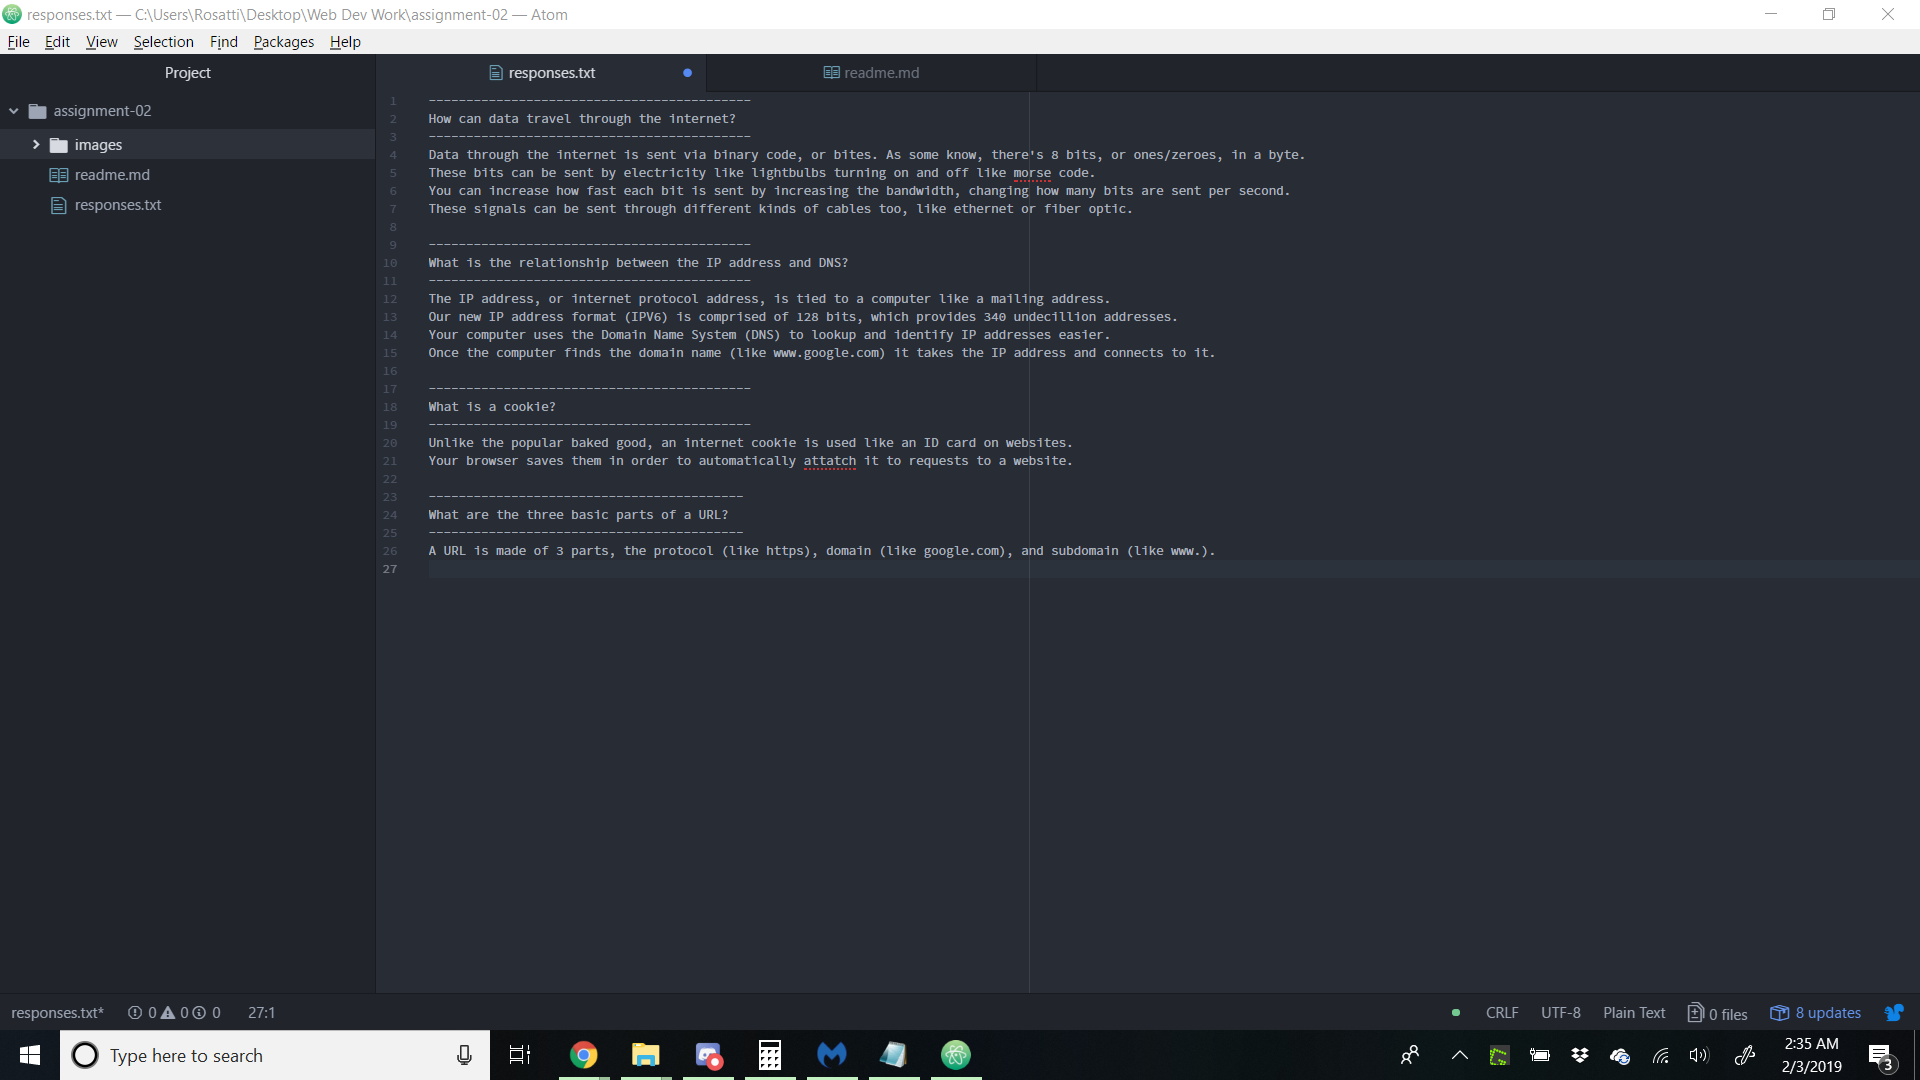 responses.txt — C:\Users\Rosatti\Desktop\Web Dev Work\assignment-02 — Atom
File Edit View Selection Find Packages Help
Project
responses.txt
readme.md
assignment-02
images
readme.md
responses.txt
1 -------------------------------------------
2 How can data travel through the internet?
3 -------------------------------------------
4 Data through the internet is sent via binary code, or bites. As some know, there's 8 bits, or ones/zeroes, in a byte.
5 These bits can be sent by electricity like lightbulbs turning on and off like morse code.
6 You can increase how fast each bit is sent by increasing the bandwidth, changing how many bits are sent per second.
7 These signals can be sent through different kinds of cables too, like ethernet or fiber optic.
8
9 -------------------------------------------
10 What is the relationship between the IP address and DNS?
11 -------------------------------------------
12 The IP address, or internet protocol address, is tied to a computer like a mailing address.
13 Our new IP address format (IPV6) is comprised of 128 bits, which provides 340 undecillion addresses.
14 Your computer uses the Domain Name System (DNS) to lookup and identify IP addresses easier.
15 Once the computer finds the domain name (like www.google.com) it takes the IP address and connects to it.
16
17 -------------------------------------------
18 What is a cookie?
19 -------------------------------------------
20 Unlike the popular baked good, an internet cookie is used like an ID card on websites.
21 Your browser saves them in order to automatically attatch it to requests to a website.
22
23 ------------------------------------------
24 What are the three basic parts of a URL?
25 ------------------------------------------
26 A URL is made of 3 parts, the protocol (like https), domain (like google.com), and subdomain (like www.).
27
responses.txt* 0 0 0 27:1 CRLF UTF-8 Plain Text 0 files 8 updates
Type here to search
2:35 AM
2/3/2019
3